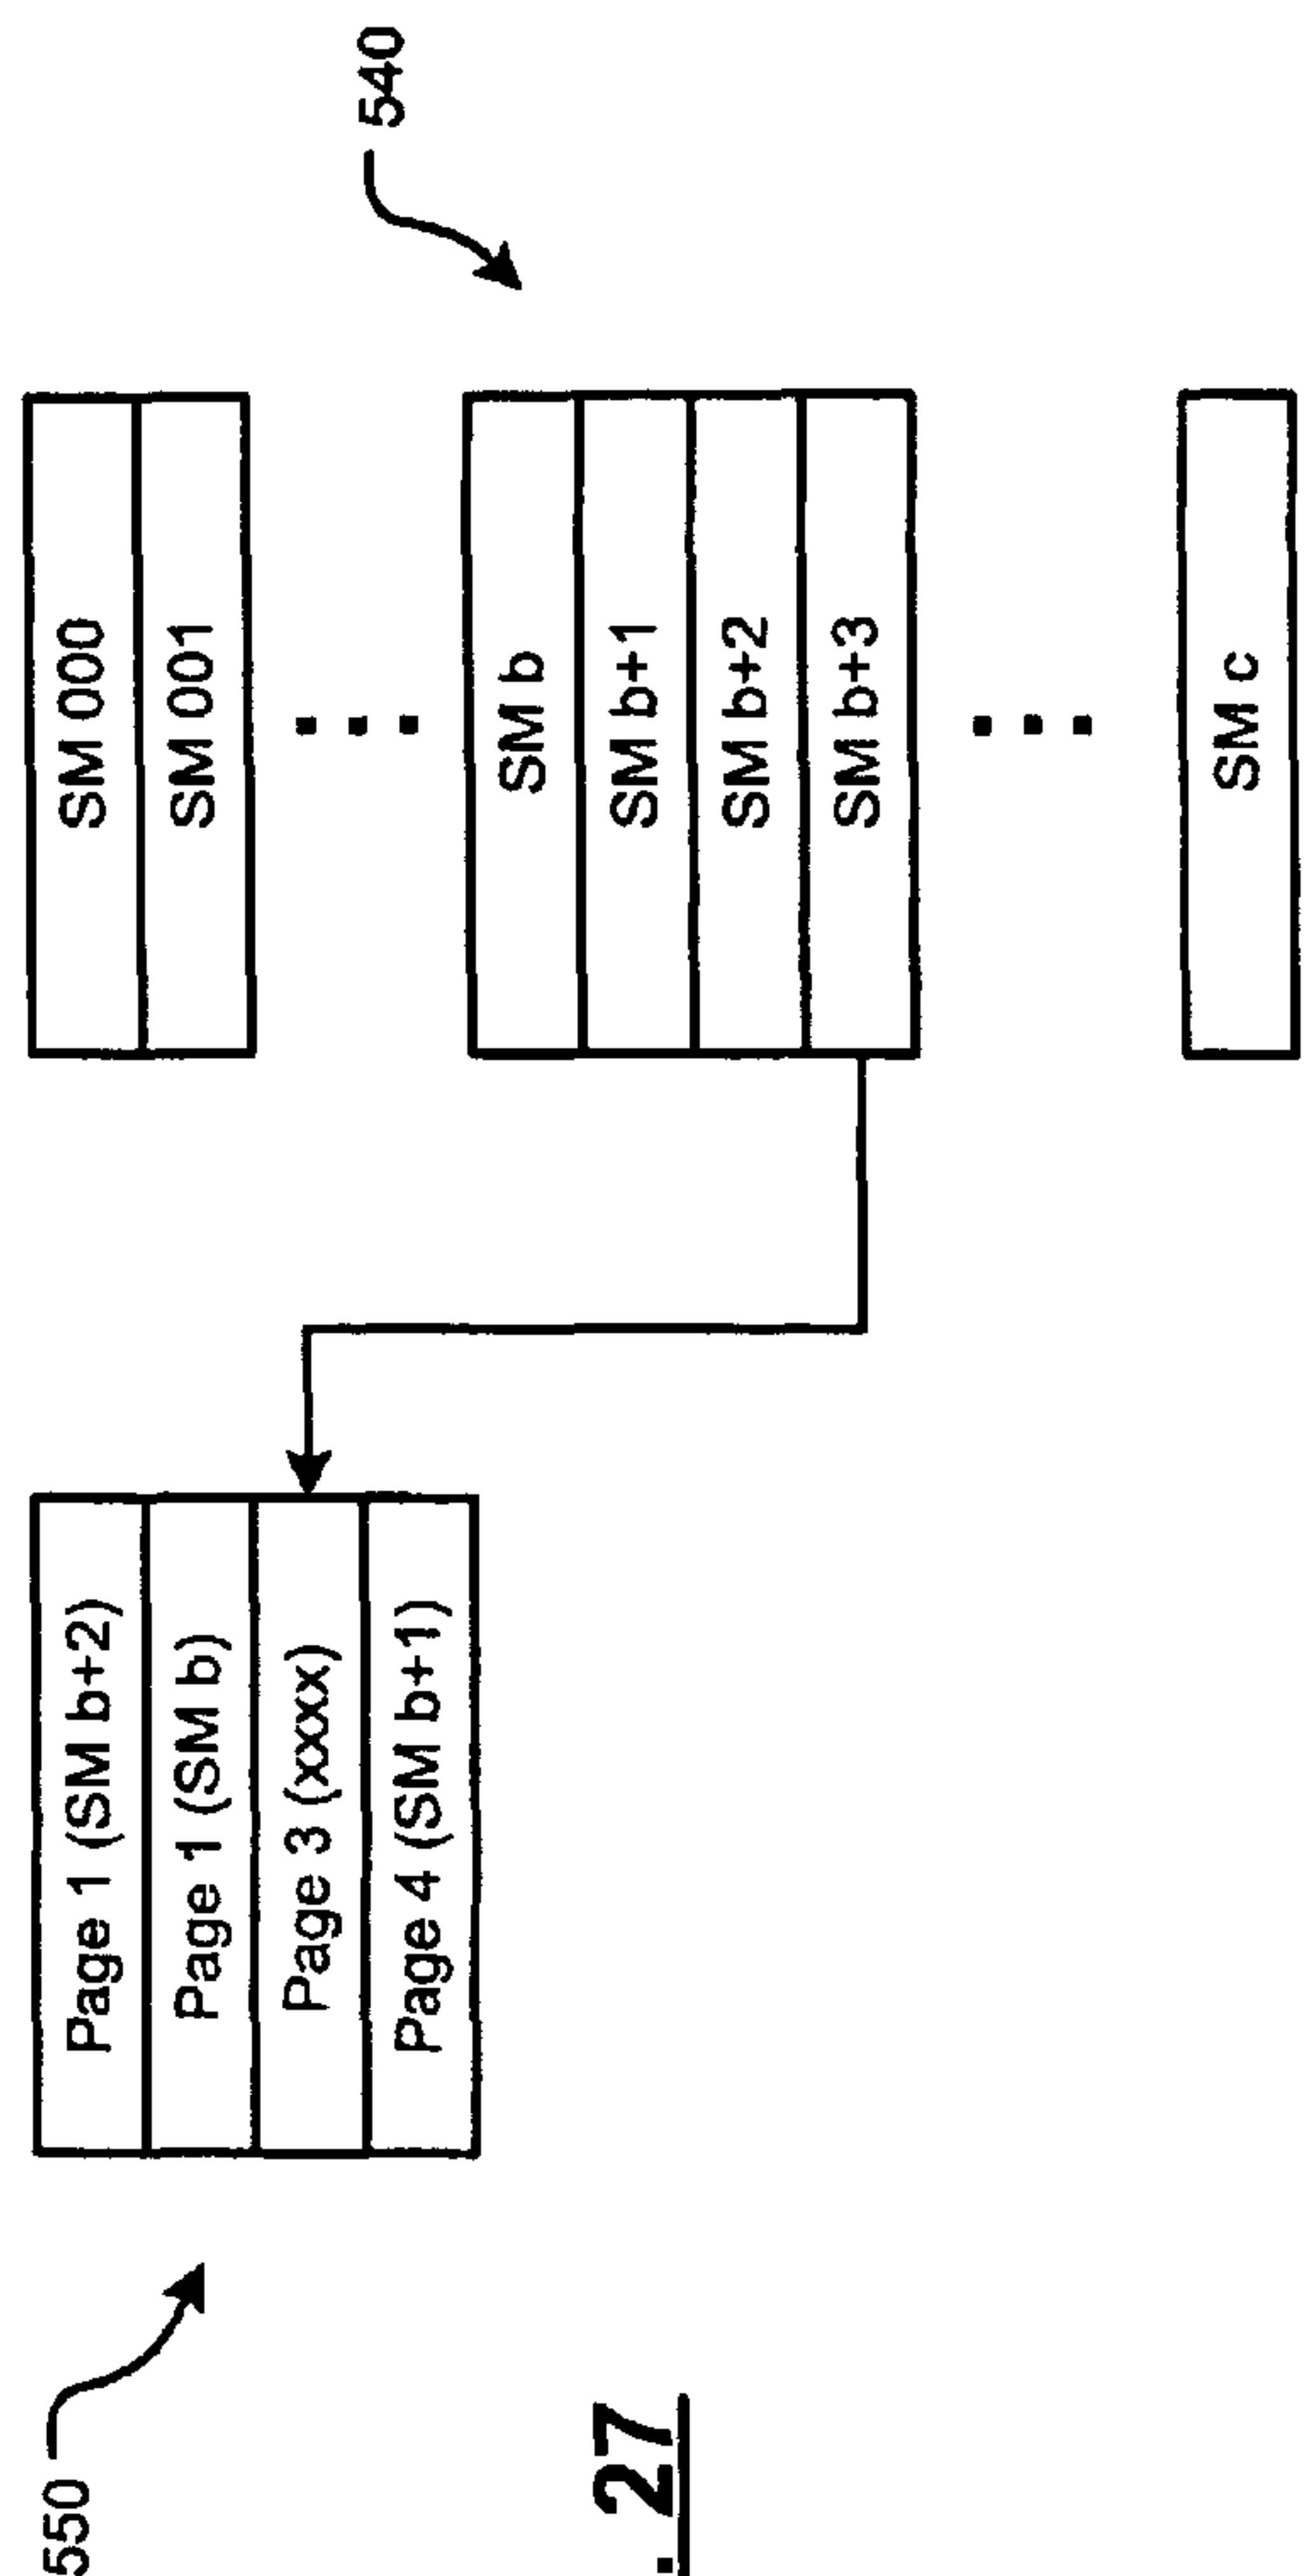 550
Page 1 (SM b+2)
Page 1 (SM b)
Page 3 (xxxx)
Page 4 (SM b+1)
SM 000
SM 001
SM b
SM b+1
SM b+2
SM b+3
SM c
540
. 27